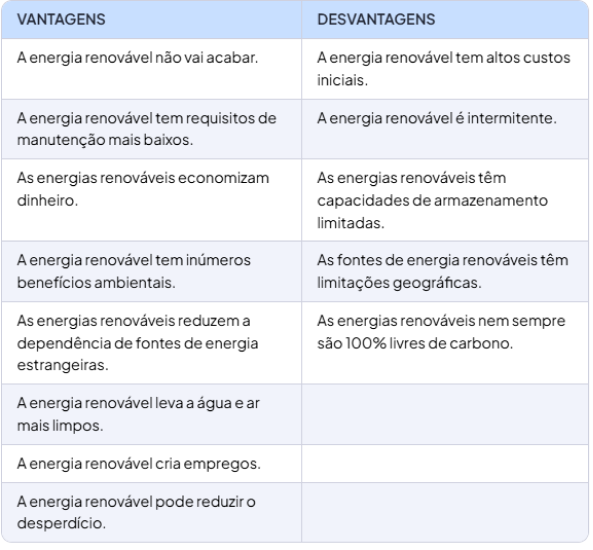 VANTAGENS
DESVANTAGENS
A energia renovável não vai acabar.
A energia renovável tem altos custos
iniciais.
A energia renovável tem requisitos de
manutenção mais baixos.
A energia renovável é intermitente.
As energias renováveis economizam
dinheiro.
As energias renováveis têm
capacidades de armazenamento
limitadas.
A energia renovável tem inúmeros
benefícios ambientais.
As fontes de energia renováveis têm
limitações geográficas.
As energias renováveis reduzem a
dependência de fontes de energia
estrangeiras.
As energias renováveis nem sempre
são 100% livres de carbono.
A energia renovável leva a água e ar
mais limpos.
A energia renovável cria empregos.
A energia renovável pode reduzir o
desperdício.